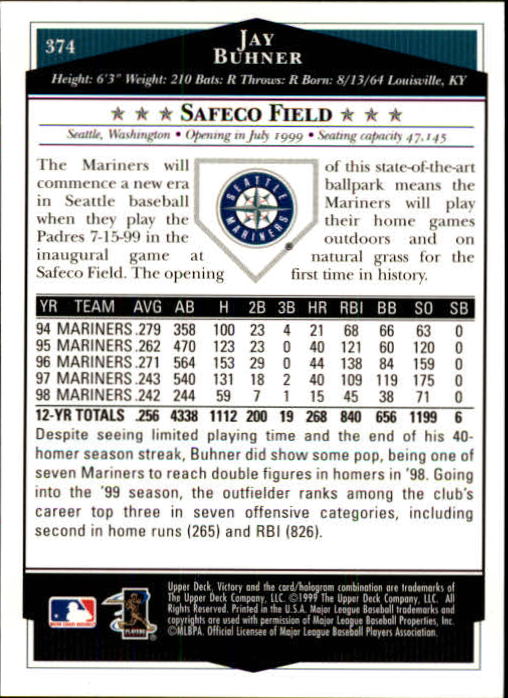 374
JAY
BUHNER
Height: 6'3" Weight: 210 Bats: R Throws: R Born: 8/13/64 Louisville, KY
SAFECO FIELD
Seattle, Washington • Opening in July 1999 • Seating capacity 47,145
The Mariners will
commence a new era
in Seattle baseball
when they play the
Padres 7-15-99 in the
inaugural game at
Safeco Field. The opening
SEATTLE
MARINERS
of this state-of-the-art
ballpark means the
Mariners will play
their home games
outdoors and on
natural grass for the
first time in history.
YR TEAM AVG AB H 2B 3B HR RBI BB SO SB
94 MARINERS .279 358 100 23 4 21 68 66 63 0
95 MARINERS .262 470 123 23 0 40 121 60 120 0
96 MARINERS .271 564 153 29 0 44 138 84 159 0
97 MARINERS .243 540 131 18 2 40 109 119 175 0
98 MARINERS .242 244 59 7 1 15 45 38 71 0
12-YR TOTALS .256 4338 1112 200 19 268 840 656 1199 6
Despite seeing limited playing time and the end of his 40-
homer season streak, Buhner did show some pop, being one of
seven Mariners to reach double figures in homers in '98. Going
into the '99 season, the outfielder ranks among the club's
career top three in seven offensive categories, including
second in home runs (265) and RBI (826).
Upper Deck, Victory and the card/hologram combination are trademarks of
The Upper Deck Company, LLC. ©1999 The Upper Deck Company, LLC. All
Rights Reserved. Printed in the U.S.A. Major League Baseball trademarks and
copyrights are used with permission of Major League Baseball Properties, Inc.
©MLBPA. Official Licensee of Major League Baseball Players Association.
PLAYERS